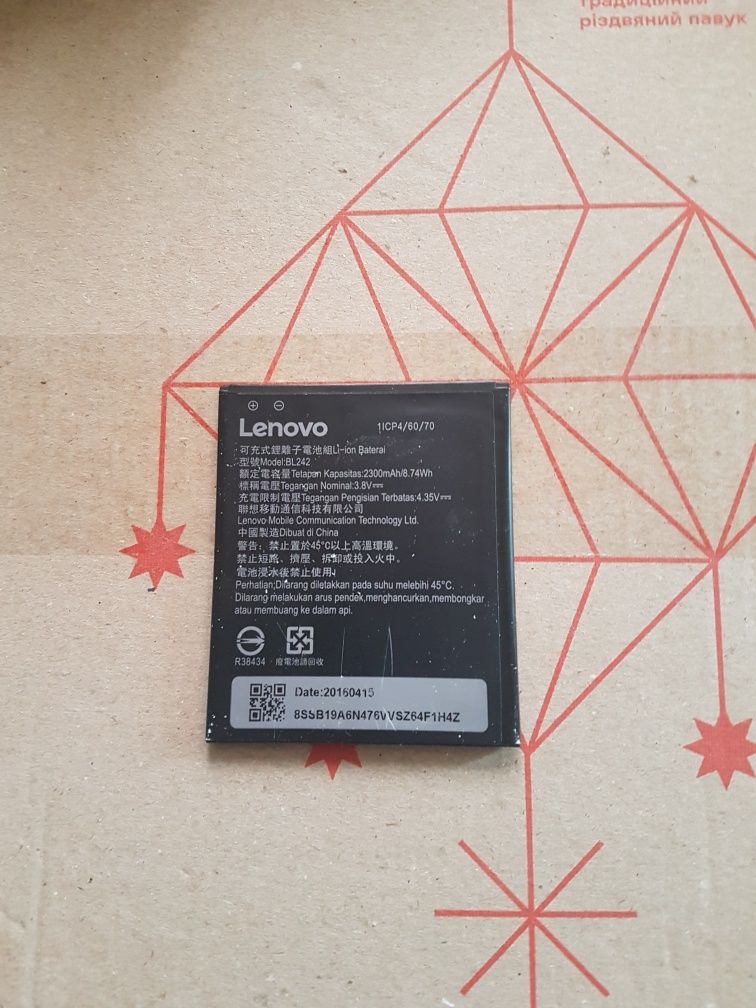 традиційний
різдвяний павук
Lenovo
1ICP4/60/70
可充式鋰離子電池組Li-ion Baterai
型號Model:BL242
額定電容量Tetapan Kapasitas:2300mAh/8.74Wh
標稱電壓Tegangan Nominal:3.8V
充電限制電壓Tegangan Pengisian Terbatas:4.35V
聯想移動通信科技有限公司
Lenovo Mobile Communication Technology Ltd.
中國製造Dibuat di China
警告：禁止置於45°C以上高溫環境。
禁止短路、擠壓、拆卸或投入火中。
電池浸水後禁止使用。
Perhatian;Dilarang diletakkan pada suhu melebihi 45°C.
Dilarang melakukan arus pendek,menghancurkan,membongkar
atau membuang ke dalam api.
R38434
廢電池請回收
Date:20160415
8SSB19A6N476WSZ64F1H4Z